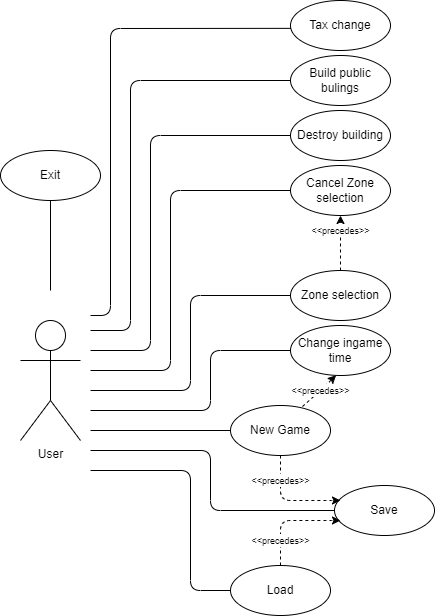 Tax change
Build public
bulings
Destroy building
Exit
Cancel Zone
selection
<<precedes>>
Zone selection
Change ingame
time
<<precedes>>
New Game
User
<<precedes>>
Save
<<precedes>>
Load